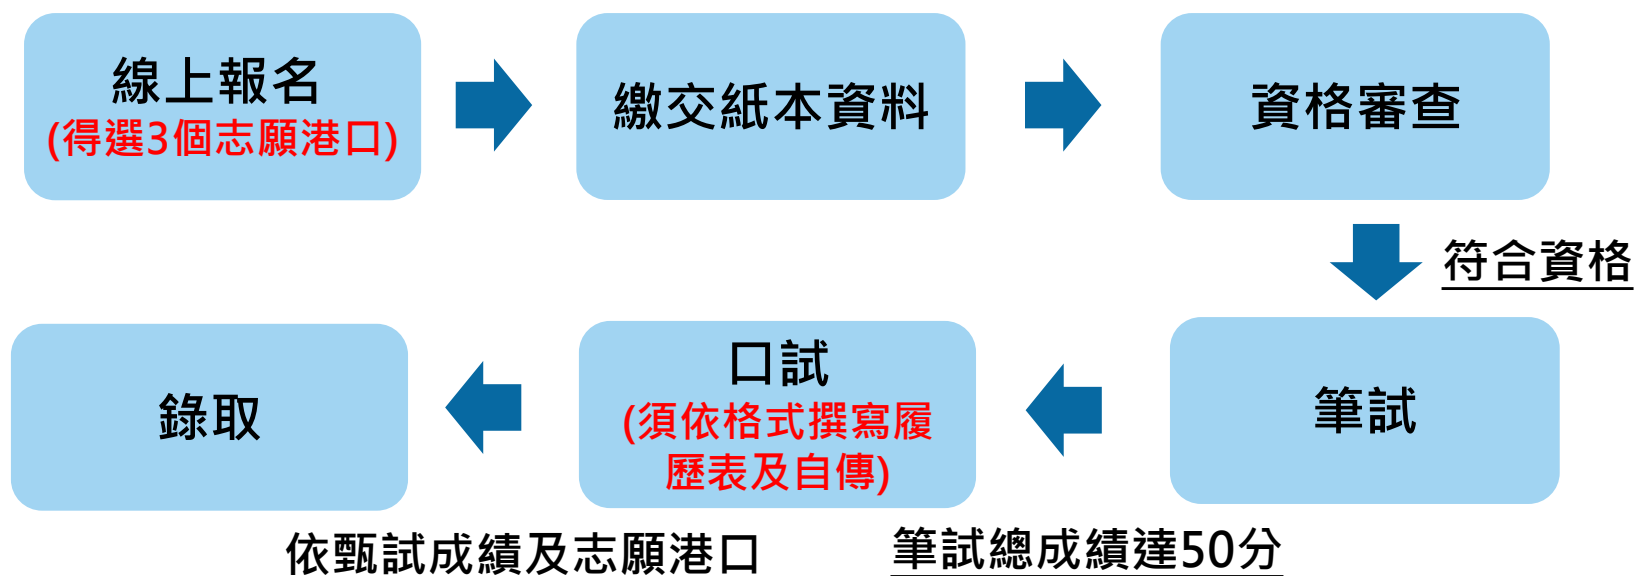 線上報名
(得選3個志願港口)
繳交紙本資料
資格審查
符合資格
筆試
口試
(須依格式撰寫履
歷表及自傳)
錄取
筆試總成績達50分
依甄試成績及志願港口